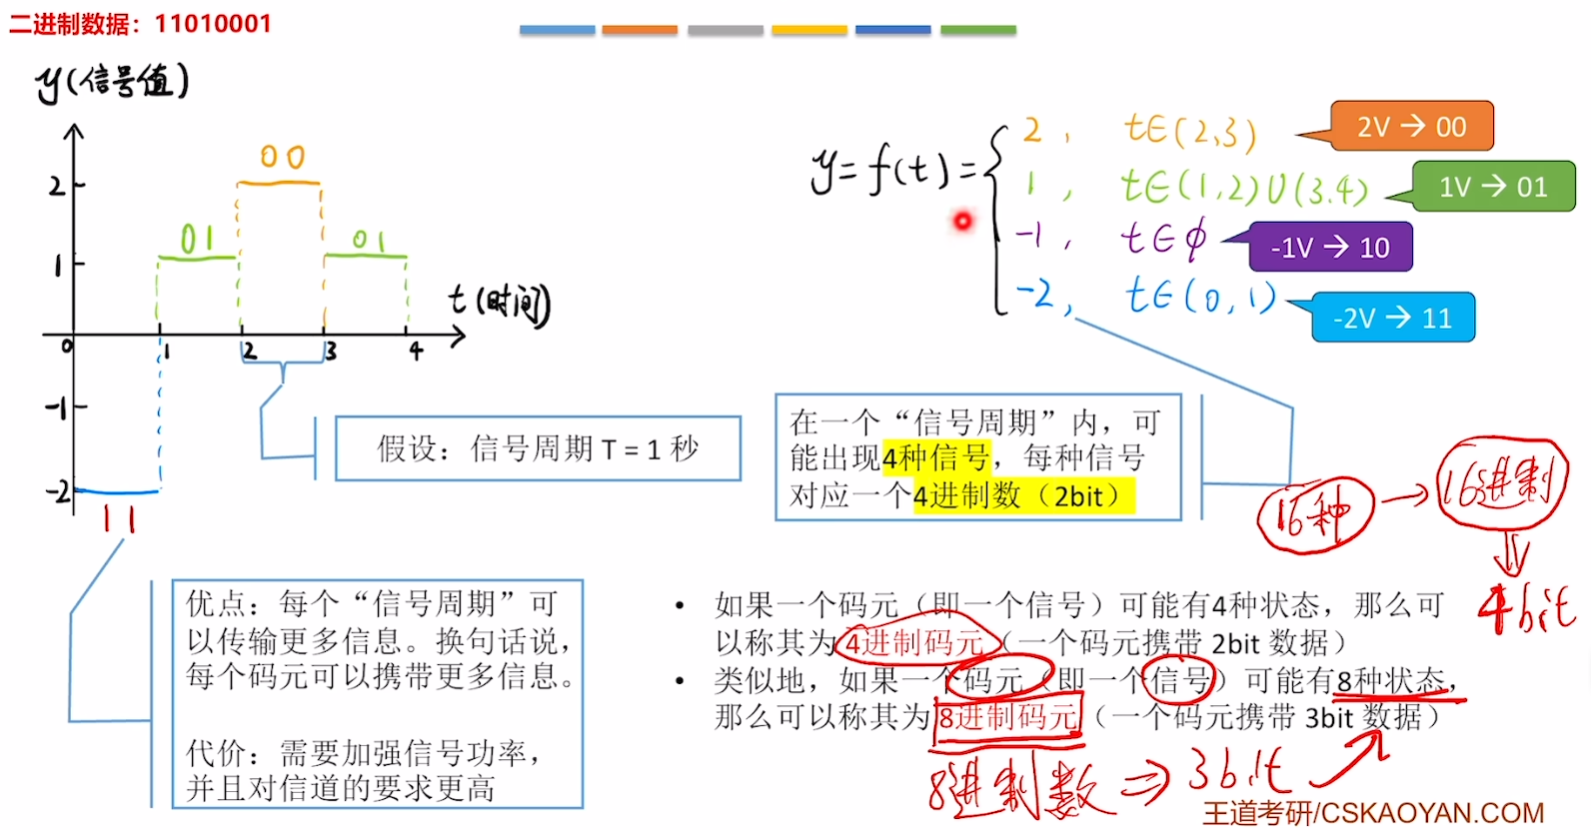 二进制数据：11010001
y(信号值)
2
1
0
-1
-2
1
2
3
4
t(时间)
11
01
00
01
y=f(t)=
2, t∈(2,3)
1, t∈(1,2)U(3.4)
-1, t∈ϕ
-2, t∈(0,1)
2V → 00
1V → 01
-1V → 10
-2V → 11
假设：信号周期 T = 1 秒
在一个“信号周期”内，可
能出现4种信号，每种信号
对应一个4进制数（2bit）
16种→16进制
⇓
4bit
优点：每个“信号周期”可
以传输更多信息。换句话说，
每个码元可以携带更多信息。
代价：需要加强信号功率，
并且对信道的要求更高
• 如果一个码元（即一个信号）可能有4种状态，那么可
以称其为4进制码元（一个码元携带 2bit 数据）
• 类似地，如果一个码元（即一个信号）可能有8种状态，
那么可以称其为8进制码元（一个码元携带 3bit 数据）
8进制数⇒3bit
王道考研/CSKAOYAN.COM